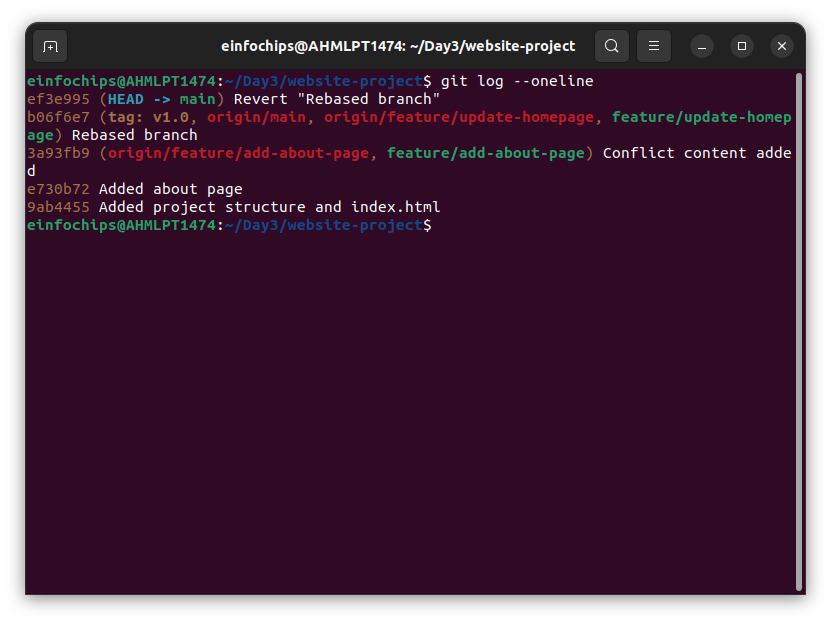 einfochips@AHMLPT1474: ~/Day3/website-project
einfochips@AHMLPT1474:~/Day3/website-project$ git log --oneline
ef3e995 (HEAD -> main) Revert "Rebased branch"
b06f6e7 (tag: v1.0, origin/main, origin/feature/update-homepage, feature/update-homep
age) Rebased branch
3a93fb9 (origin/feature/add-about-page, feature/add-about-page) Conflict content adde
d
e730b72 Added about page
9ab4455 Added project structure and index.html
einfochips@AHMLPT1474:~/Day3/website-project$